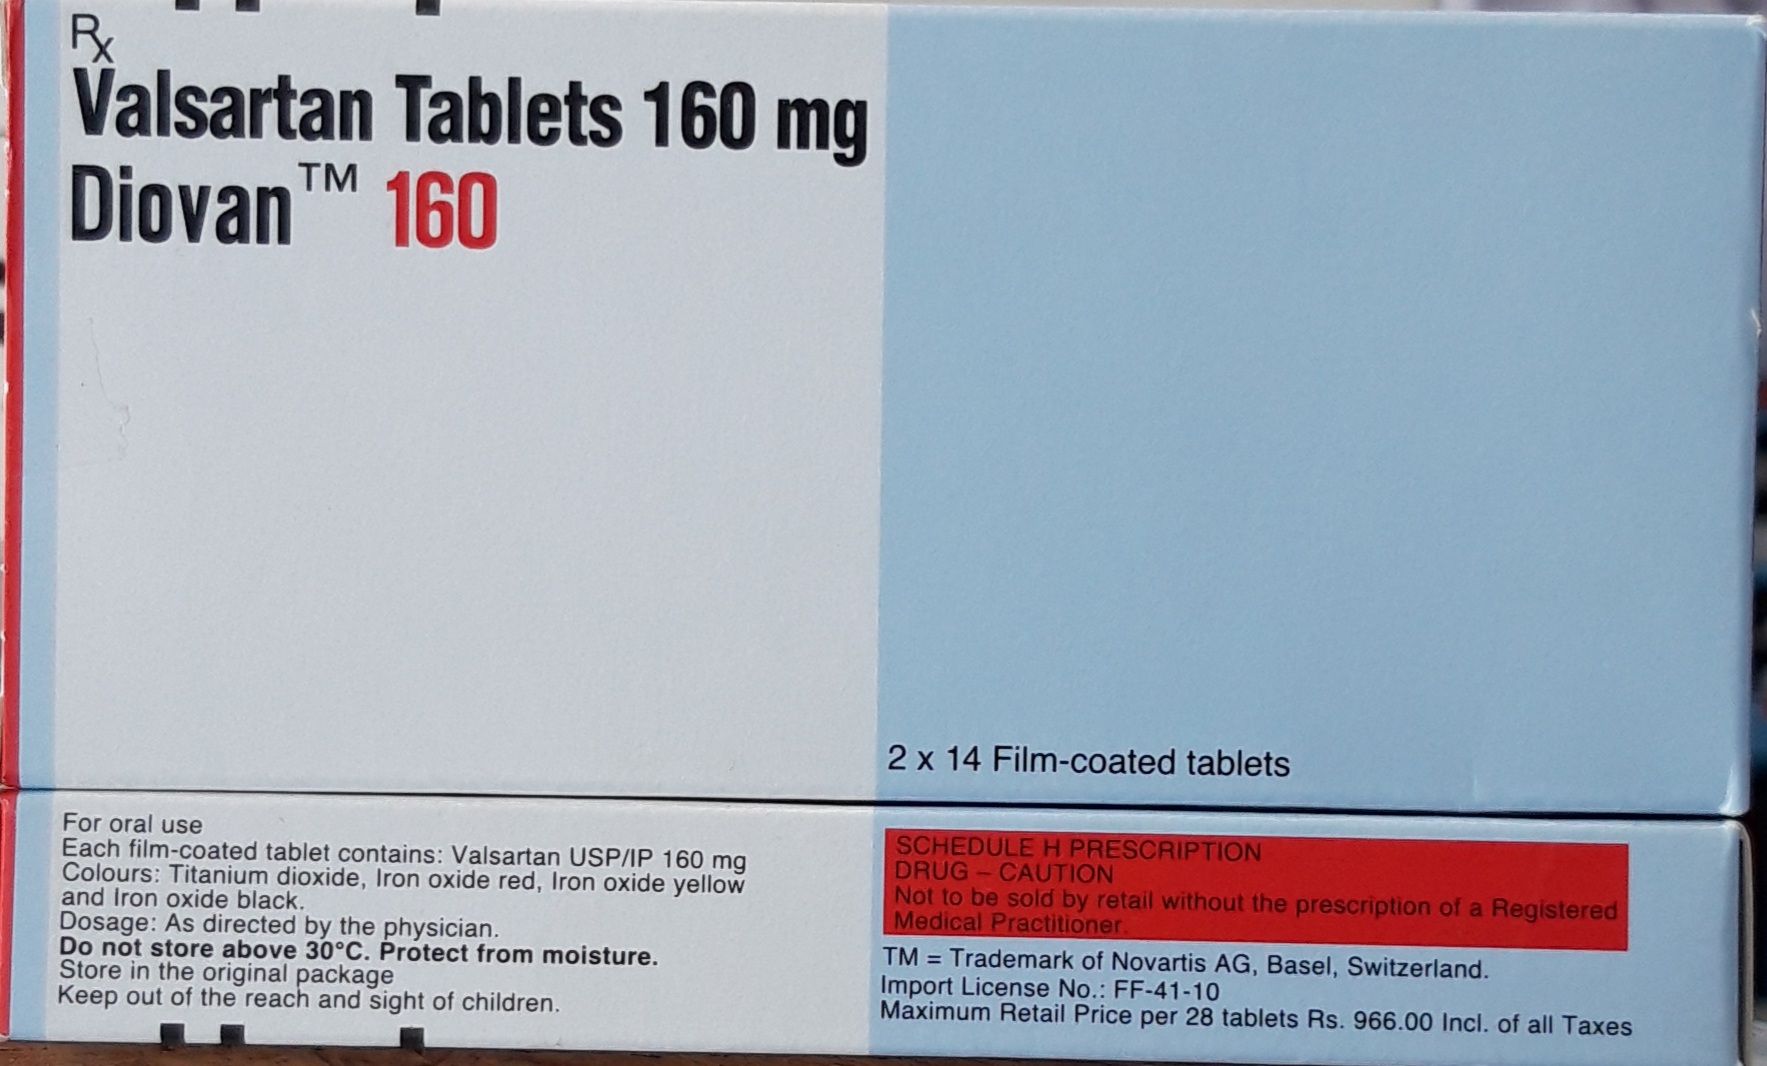 Rx
Valsartan Tablets 160 mg
Diovan™ 160
2 x 14 Film-coated tablets
For oral use
Each film-coated tablet contains: Valsartan USP/IP 160 mg
Colours: Titanium dioxide, Iron oxide red, Iron oxide yellow
and Iron oxide black.
Dosage: As directed by the physician.
Do not store above 30°C. Protect from moisture.
Store in the original package
Keep out of the reach and sight of children.
SCHEDULE H PRESCRIPTION
DRUG – CAUTION
Not to be sold by retail without the prescription of a Registered
Medical Practitioner.
TM = Trademark of Novartis AG, Basel, Switzerland.
Import License No.: FF-41-10
Maximum Retail Price per 28 tablets Rs. 966.00 Incl. of all Taxes